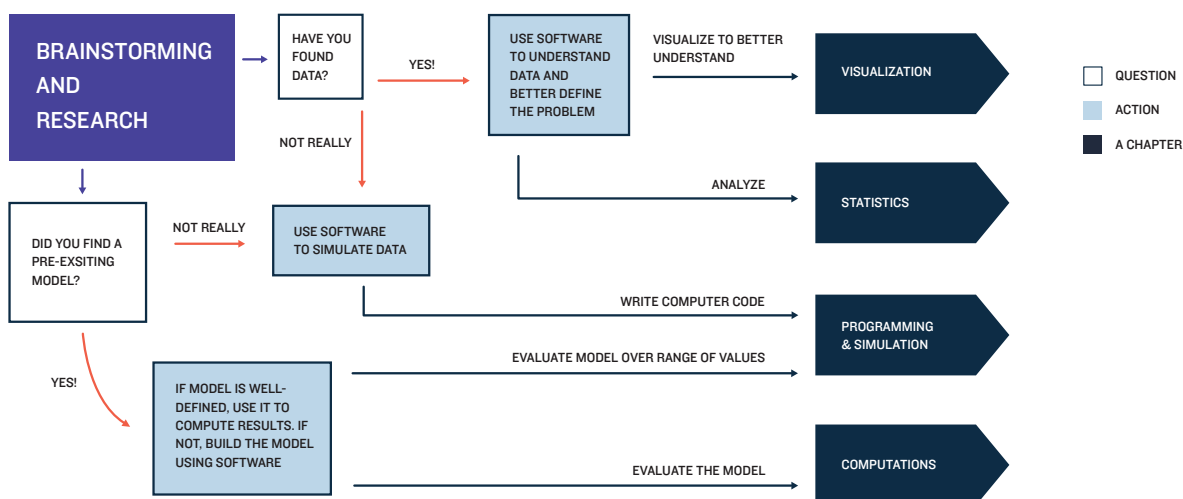 BRAINSTORMING
AND
RESEARCH
HAVE YOU
FOUND
DATA?
YES!
USE SOFTWARE
TO UNDERSTAND
DATA AND
BETTER DEFINE
THE PROBLEM
VISUALIZE TO BETTER
UNDERSTAND
VISUALIZATION
QUESTION
ACTION
A CHAPTER
NOT REALLY
ANALYZE
STATISTICS
DID YOU FIND A
PRE-EXSITING
MODEL?
NOT REALLY
USE SOFTWARE
TO SIMULATE DATA
WRITE COMPUTER CODE
PROGRAMMING
& SIMULATION
EVALUATE MODEL OVER RANGE OF VALUES
YES!
IF MODEL IS WELL-
DEFINED, USE IT TO
COMPUTE RESULTS. IF
NOT, BUILD THE MODEL
USING SOFTWARE
EVALUATE THE MODEL
COMPUTATIONS